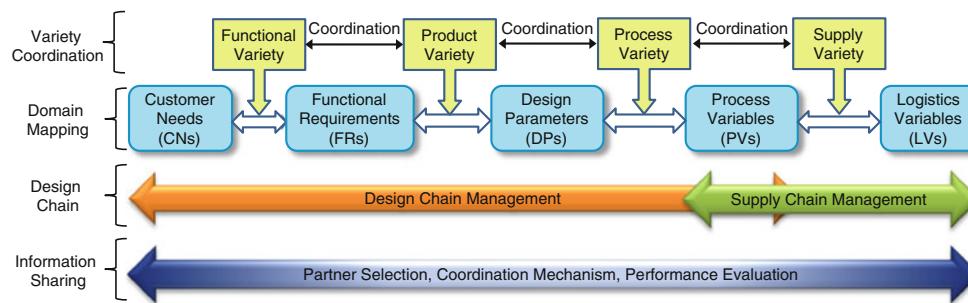 Variety
Coordination
Functional
Variety
Coordination
Product
Variety
Coordination
Process
Variety
Coordination
Supply
Variety
Domain
Mapping
Customer
Needs
(CNs)
Functional
Requirements
(FRs)
Design
Parameters
(DPs)
Process
Variables
(PVs)
Logistics
Variables
(LVs)
Design
Chain
Design Chain Management
Supply Chain Management
Information
Sharing
Partner Selection, Coordination Mechanism, Performance Evaluation